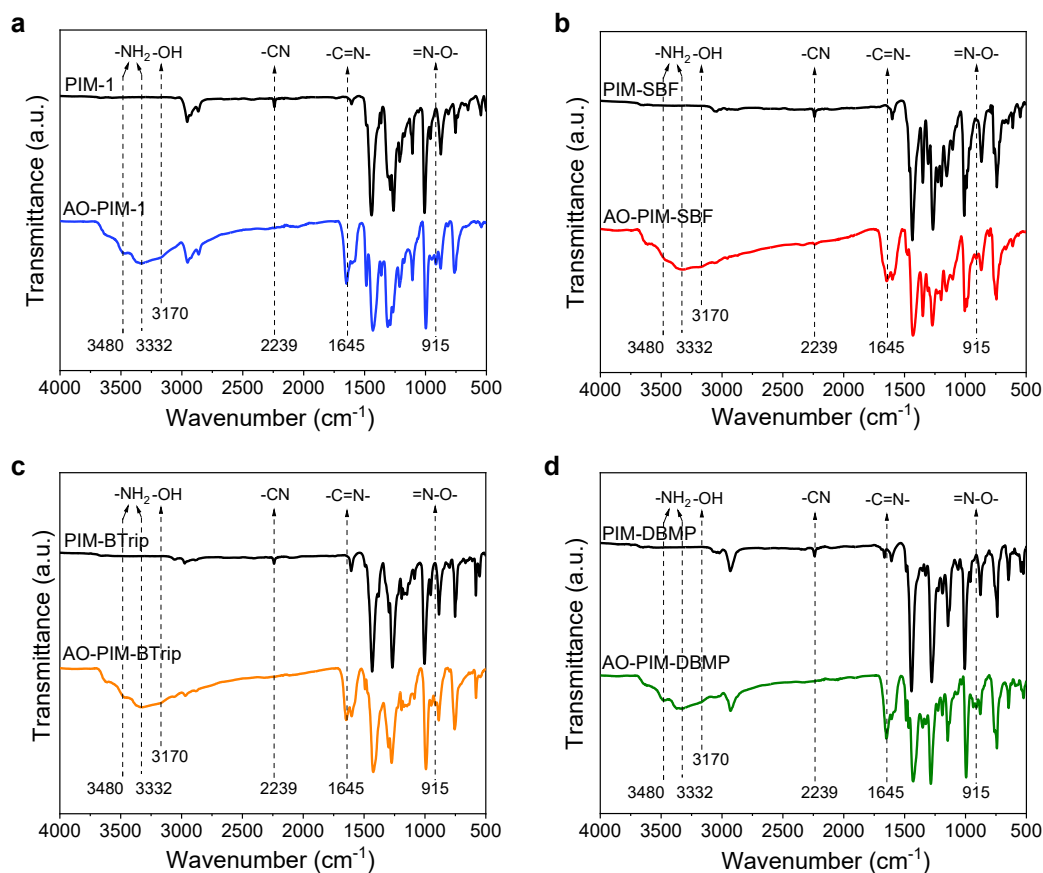 a
-NH2 -OH -CN -C=N- =N-O-
PIM-1
AO-PIM-1
3170
3480 3332 2239 1645 915
4000 3500 3000 2500 2000 1500 1000 500
Wavenumber (cm-1)
Transmittance (a.u.)
b
-NH2 -OH -CN -C=N- =N-O-
PIM-SBF
AO-PIM-SBF
3170
3480 3332 2239 1645 915
4000 3500 3000 2500 2000 1500 1000 500
Wavenumber (cm-1)
Transmittance (a.u.)
c
-NH2 -OH -CN -C=N- =N-O-
PIM-BTrip
AO-PIM-BTrip
3170
3480 3332 2239 1645 915
4000 3500 3000 2500 2000 1500 1000 500
Wavenumber (cm-1)
Transmittance (a.u.)
d
-NH2 -OH -CN -C=N- =N-O-
PIM-DBMP
AO-PIM-DBMP
3170
3480 3332 2239 1645 915
4000 3500 3000 2500 2000 1500 1000 500
Wavenumber (cm-1)
Transmittance (a.u.)